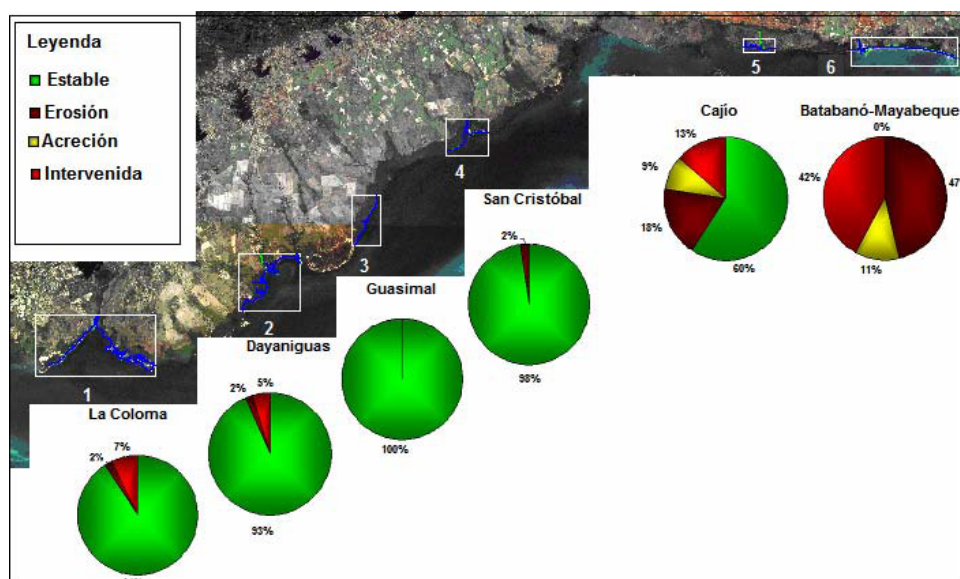 Leyenda
Estable
Erosión
Acreción
Intervenida
1
2
3
4
5
6
La Coloma
2%
7%
Dayaniguas
2%
5%
93%
Guasimal
100%
San Cristóbal
2%
98%
Cajío
13%
9%
18%
60%
Batabanó-Mayabeque
0%
42%
11%